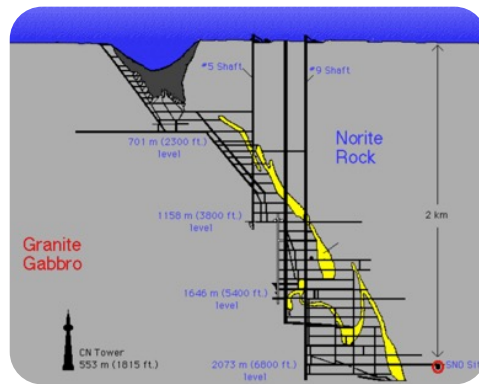 #5 Shaft
#9 Shaft
701 m (2300 ft.)
level
Norite
Rock
1158 m (3800 ft.)
level
2 km
Granite
Gabbro
1646 m (5400 ft.)
level
CN Tower
553 m (1815 ft.)
2073 m (6800 ft.)
level
SNO Sit